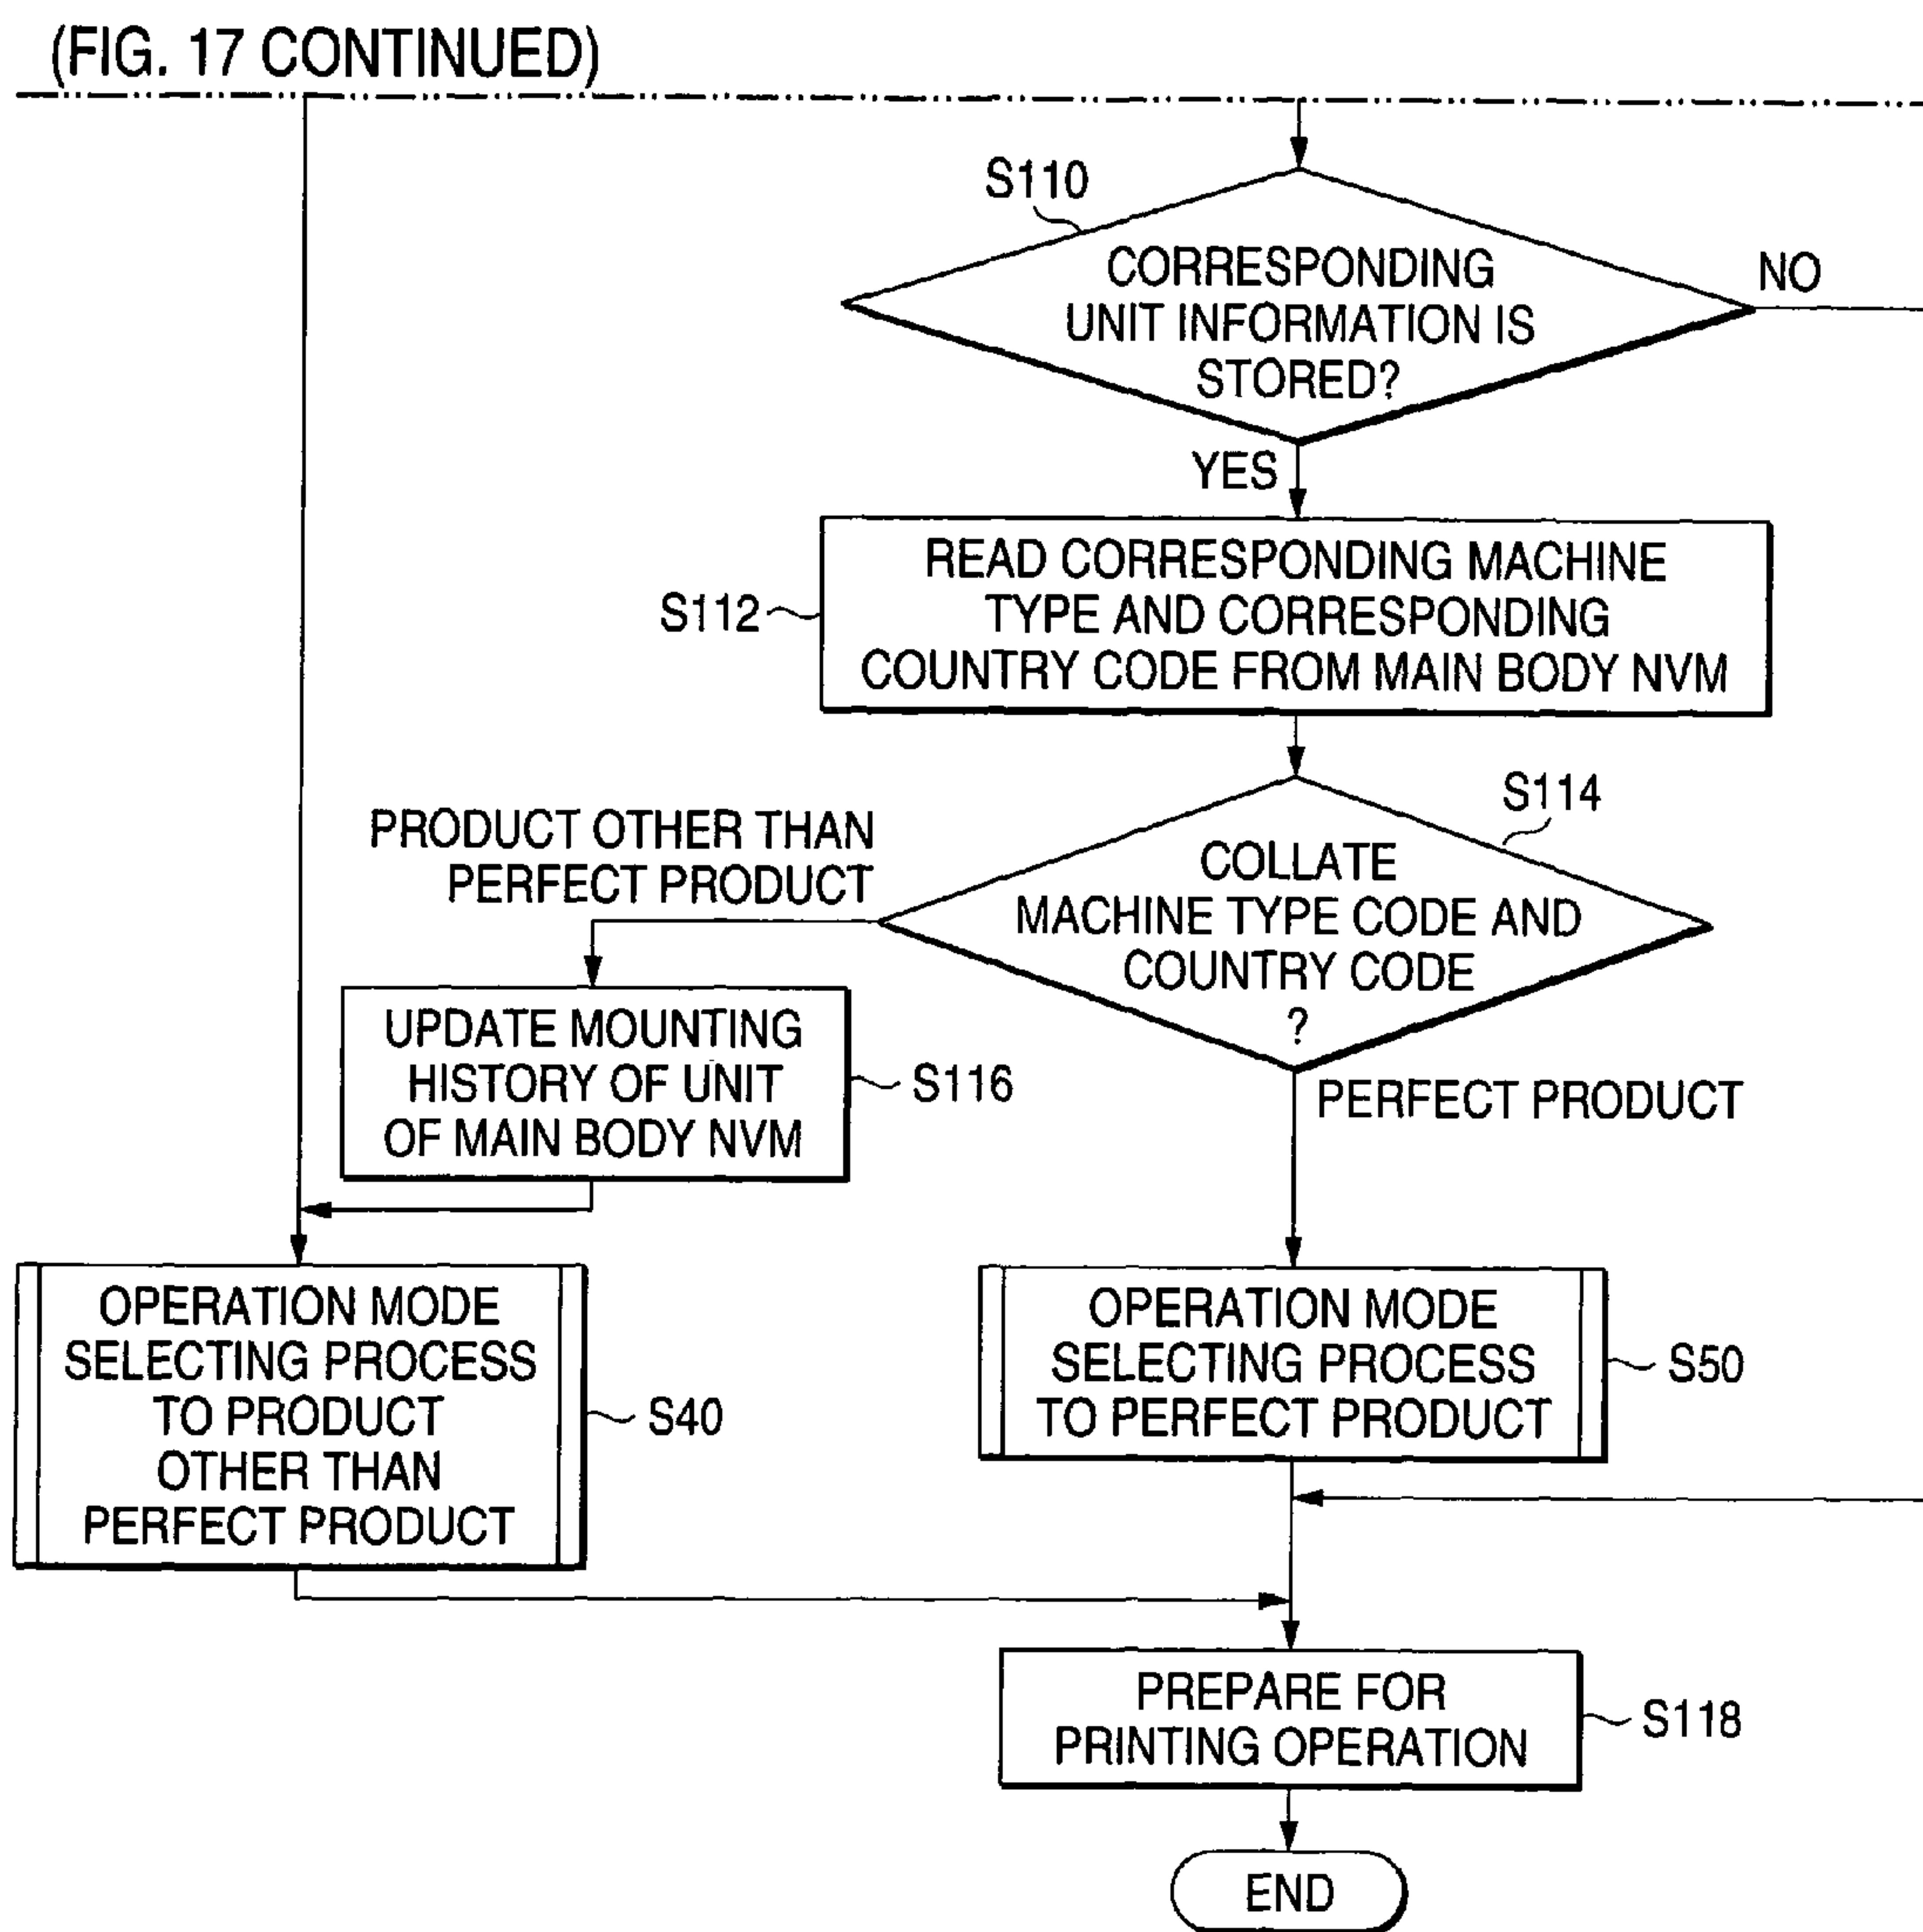 (FIG. 17 CONTINUED)
S110
CORRESPONDING
UNIT INFORMATION IS
STORED?
NO
YES
S112
READ CORRESPONDING MACHINE
TYPE AND CORRESPONDING
COUNTRY CODE FROM MAIN BODY NVM
S114
COLLATE
MACHINE TYPE CODE AND
COUNTRY CODE
?
PRODUCT OTHER THAN
PERFECT PRODUCT
UPDATE MOUNTING
HISTORY OF UNIT
OF MAIN BODY NVM
S116
PERFECT PRODUCT
OPERATION MODE
SELECTING PROCESS
TO PRODUCT
OTHER THAN
PERFECT PRODUCT
S40
OPERATION MODE
SELECTING PROCESS
TO PERFECT PRODUCT
S50
PREPARE FOR
PRINTING OPERATION
S118
END